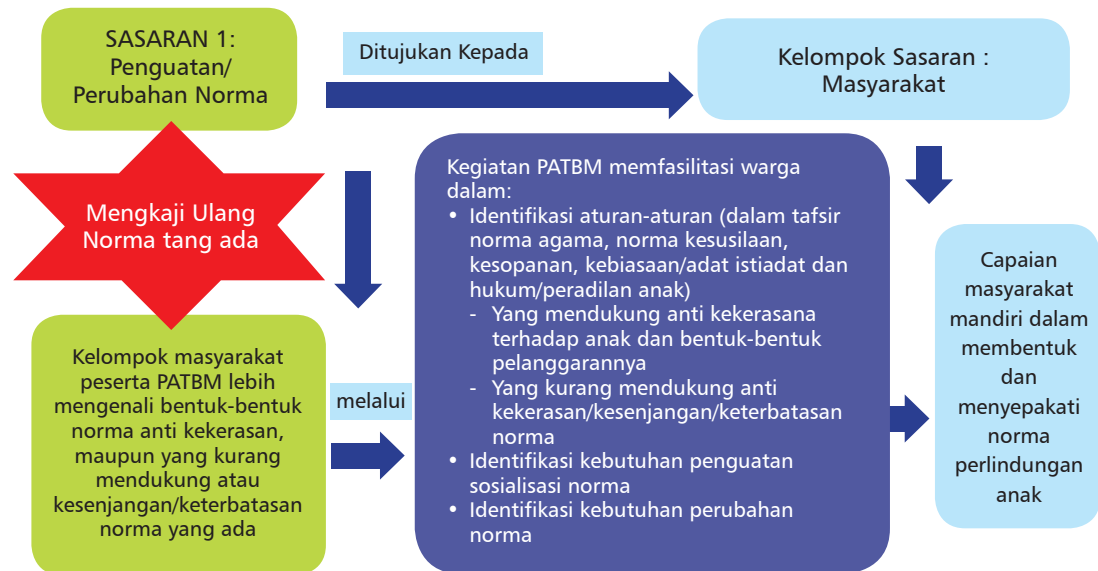 SASARAN 1:
Penguatan/
Perubahan Norma
Ditujukan Kepada
Kelompok Sasaran :
Masyarakat
Mengkaji Ulang
Norma tang ada
Kelompok masyarakat
peserta PATBM lebih
mengenali bentuk-bentuk
norma anti kekerasan,
maupun yang kurang
mendukung atau
kesenjangan/keterbatasan
norma yang ada
melalui
Kegiatan PATBM memfasilitasi warga
dalam:
• Identifikasi aturan-aturan (dalam tafsir
norma agama, norma kesusilaan,
kesopanan, kebiasaan/adat istiadat dan
hukum/peradilan anak)
- Yang mendukung anti kekerasana
terhadap anak dan bentuk-bentuk
pelanggarannya
- Yang kurang mendukung anti
kekerasan/kesenjangan/keterbatasan
norma
• Identifikasi kebutuhan penguatan
sosialisasi norma
• Identifikasi kebutuhan perubahan
norma
Capaian
masyarakat
mandiri dalam
membentuk
dan
menyepakati
norma
perlindungan
anak